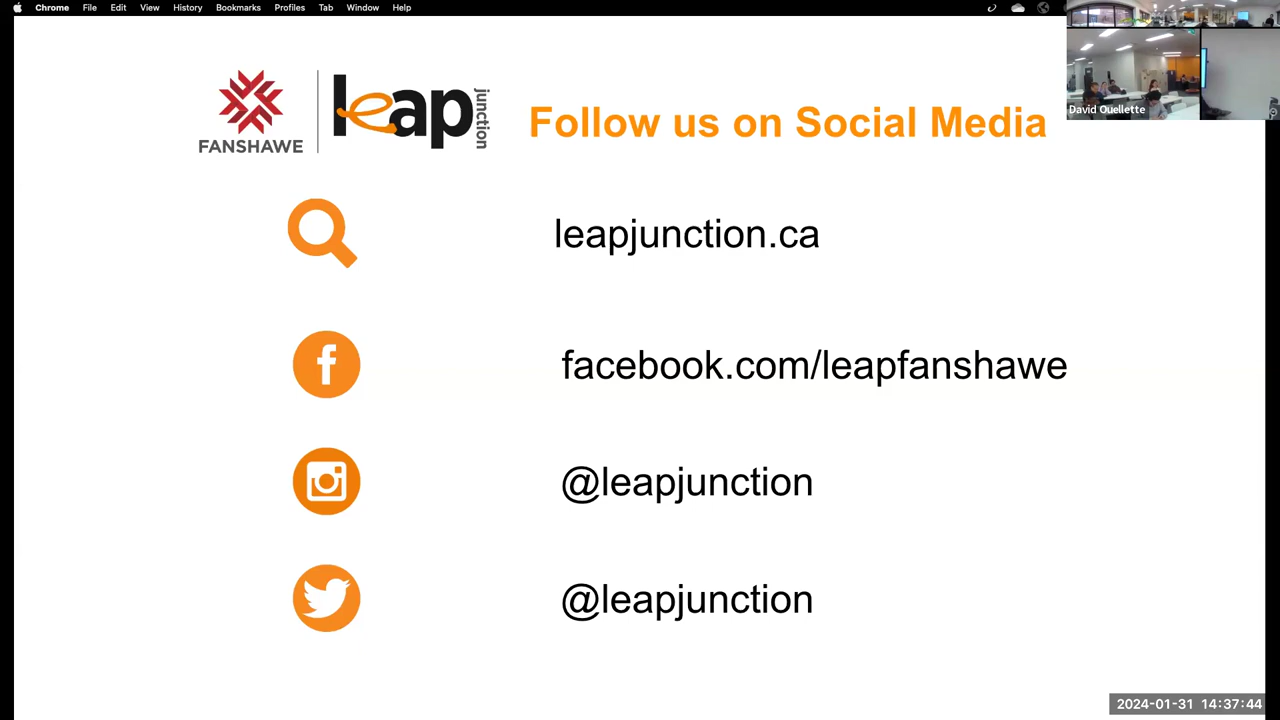 Chrome File Edit View History Bookmarks Profiles Tab Window Help
FANSHAWE
leap junction
Follow us on Social Media
David Ouellette
leapjunction.ca
facebook.com/leapfanshawe
@leapjunction
@leapjunction
2024-01-31 14:37:44